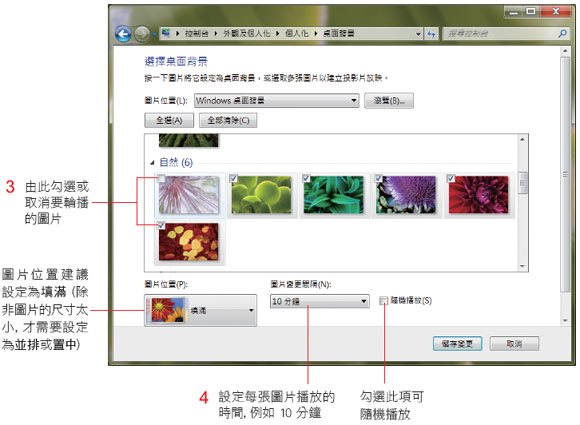 控制台 ▸ 外觀及個人化 ▸ 個人化 ▸ 桌面背景
搜尋控制台
選擇桌面背景
按一下圖片將它設定為桌面背景，或選取多張圖片以建立投影片放映。
圖片位置(L): Windows 桌面背景 瀏覽(B)...
全選(A) 全部清除(C)
自然 (6)
3 由此勾選或
取消要輪播
的圖片
圖片位置建議
設定為填滿 (除
非圖片的尺寸太
小, 才需要設定
為並排或置中)
圖片位置(P): 圖片變更間隔(N):
填滿 10 分鐘 隨機播放(S)
儲存變更 取消
4 設定每張圖片播放的
時間, 例如 10 分鐘
勾選此項可
隨機播放